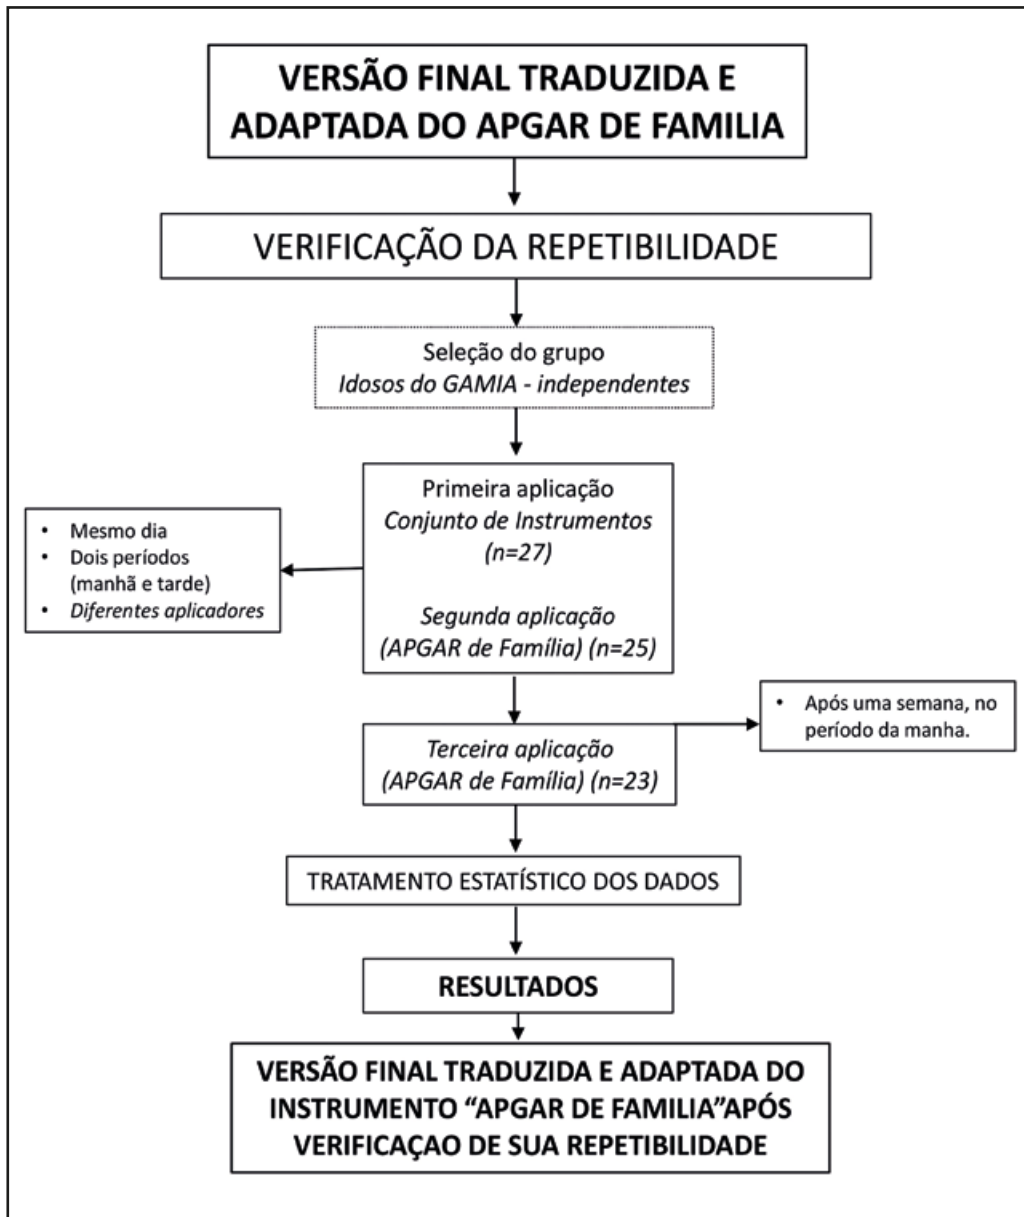 VERSÃO FINAL TRADUZIDA E
ADAPTADA DO APGAR DE FAMILIA
VERIFICAÇÃO DA REPETIBILIDADE
Seleção do grupo
Idosos do GAMIA - independentes
Primeira aplicação
Conjunto de Instrumentos
(n=27)
Segunda aplicação
(APGAR de Família) (n=25)
• Mesmo dia
• Dois períodos
(manhã e tarde)
• Diferentes aplicadores
Terceira aplicação
(APGAR de Família) (n=23)
• Após uma semana, no
período da manha.
TRATAMENTO ESTATÍSTICO DOS DADOS
RESULTADOS
VERSÃO FINAL TRADUZIDA E ADAPTADA DO
INSTRUMENTO “APGAR DE FAMILIA”APÓS
VERIFICAÇAO DE SUA REPETIBILIDADE